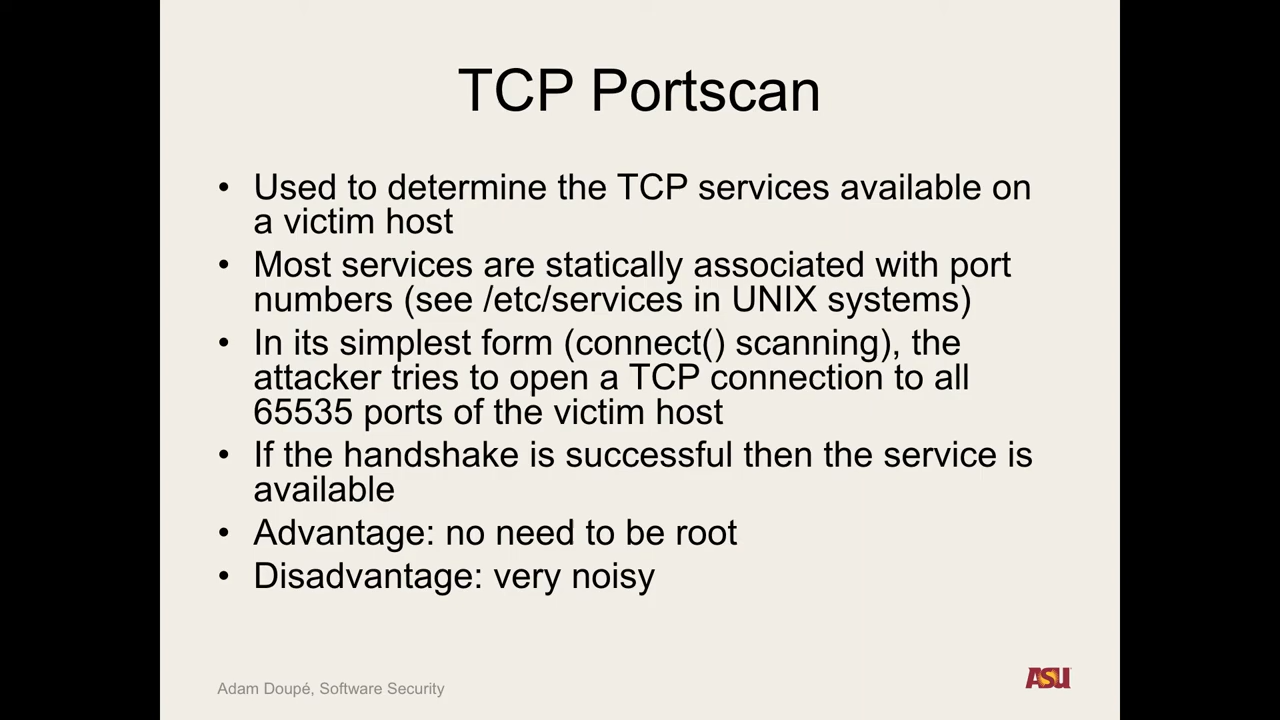 TCP Portscan
• Used to determine the TCP services available on
a victim host
• Most services are statically associated with port
numbers (see /etc/services in UNIX systems)
• In its simplest form (connect() scanning), the
attacker tries to open a TCP connection to all
65535 ports of the victim host
• If the handshake is successful then the service is
available
• Advantage: no need to be root
• Disadvantage: very noisy
Adam Doupé, Software Security
ASU